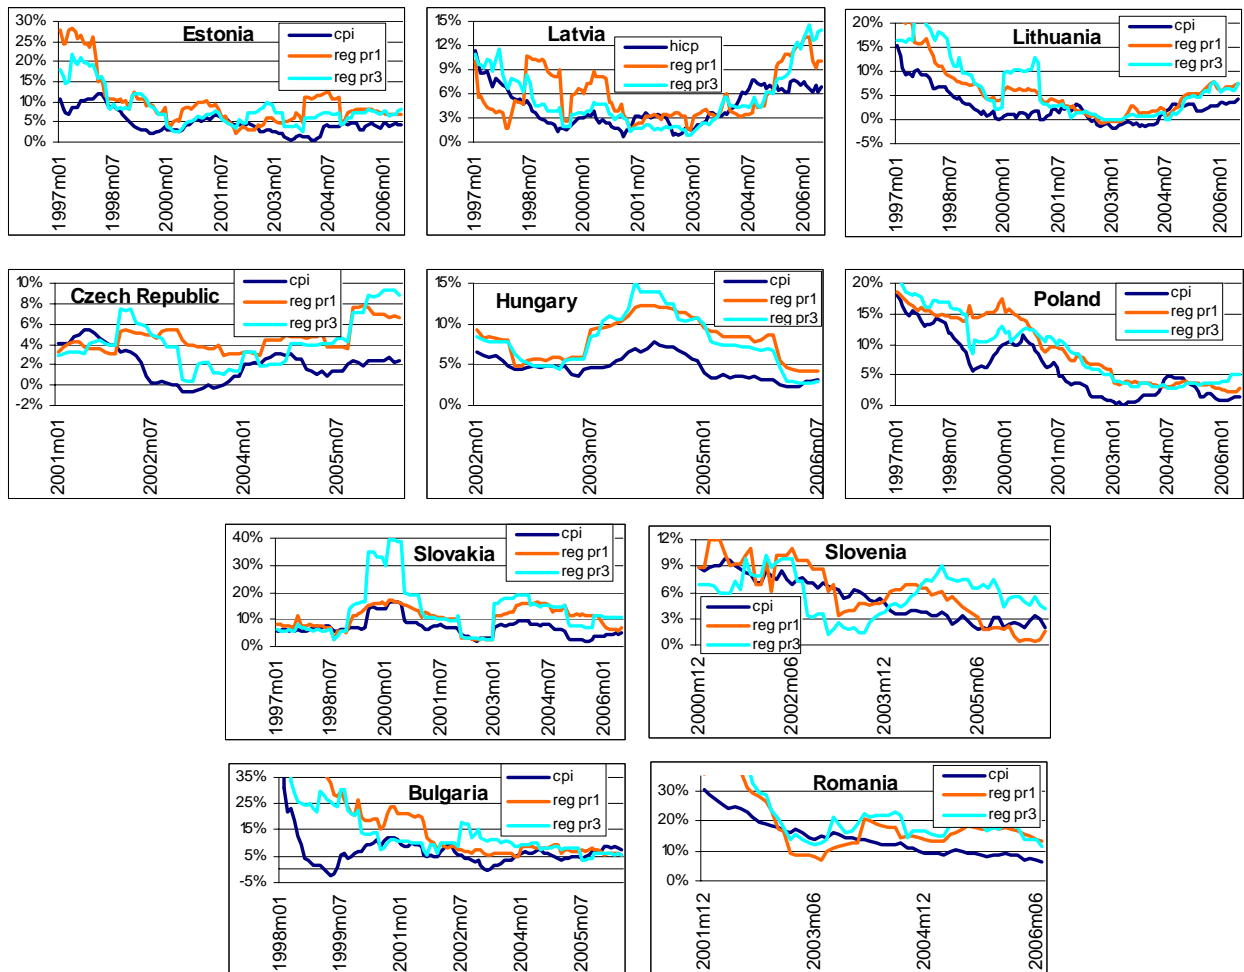 Estonia
cpi
reg pr1
reg pr3
30%
25%
20%
15%
10%
5%
0%
1997m01
1998m07
2000m01
2001m07
2003m01
2004m07
2006m01
Latvia
hicp
reg pr1
reg pr3
15%
12%
9%
6%
3%
0%
1997m01
1998m07
2000m01
2001m07
2003m01
2004m07
2006m01
Lithuania
cpi
reg pr1
reg pr3
20%
15%
10%
5%
0%
-5%
1997m01
1998m07
2000m01
2001m07
2003m01
2004m07
2006m01
Czech Republic
cpi
reg pr1
reg pr3
10%
8%
6%
4%
2%
0%
-2%
2001m01
2002m07
2004m01
2005m07
Hungary
cpi
reg pr1
reg pr3
15%
10%
5%
0%
2002m01
2003m07
2005m01
2006m07
Poland
cpi
reg pr1
reg pr3
20%
15%
10%
5%
0%
1997m01
1998m07
2000m01
2001m07
2003m01
2004m07
2006m01
Slovakia
cpi
reg pr1
reg pr3
40%
30%
20%
10%
0%
1997m01
1998m07
2000m01
2001m07
2003m01
2004m07
2006m01
Slovenia
cpi
reg pr1
reg pr3
12%
9%
6%
3%
0%
2000m12
2002m06
2003m12
2005m06
Bulgaria
cpi
reg pr1
reg pr3
35%
25%
15%
5%
-5%
1998m01
1999m07
2001m01
2002m07
2004m01
2005m07
Romania
cpi
reg pr1
reg pr3
30%
20%
10%
0%
2001m12
2003m06
2004m12
2006m06